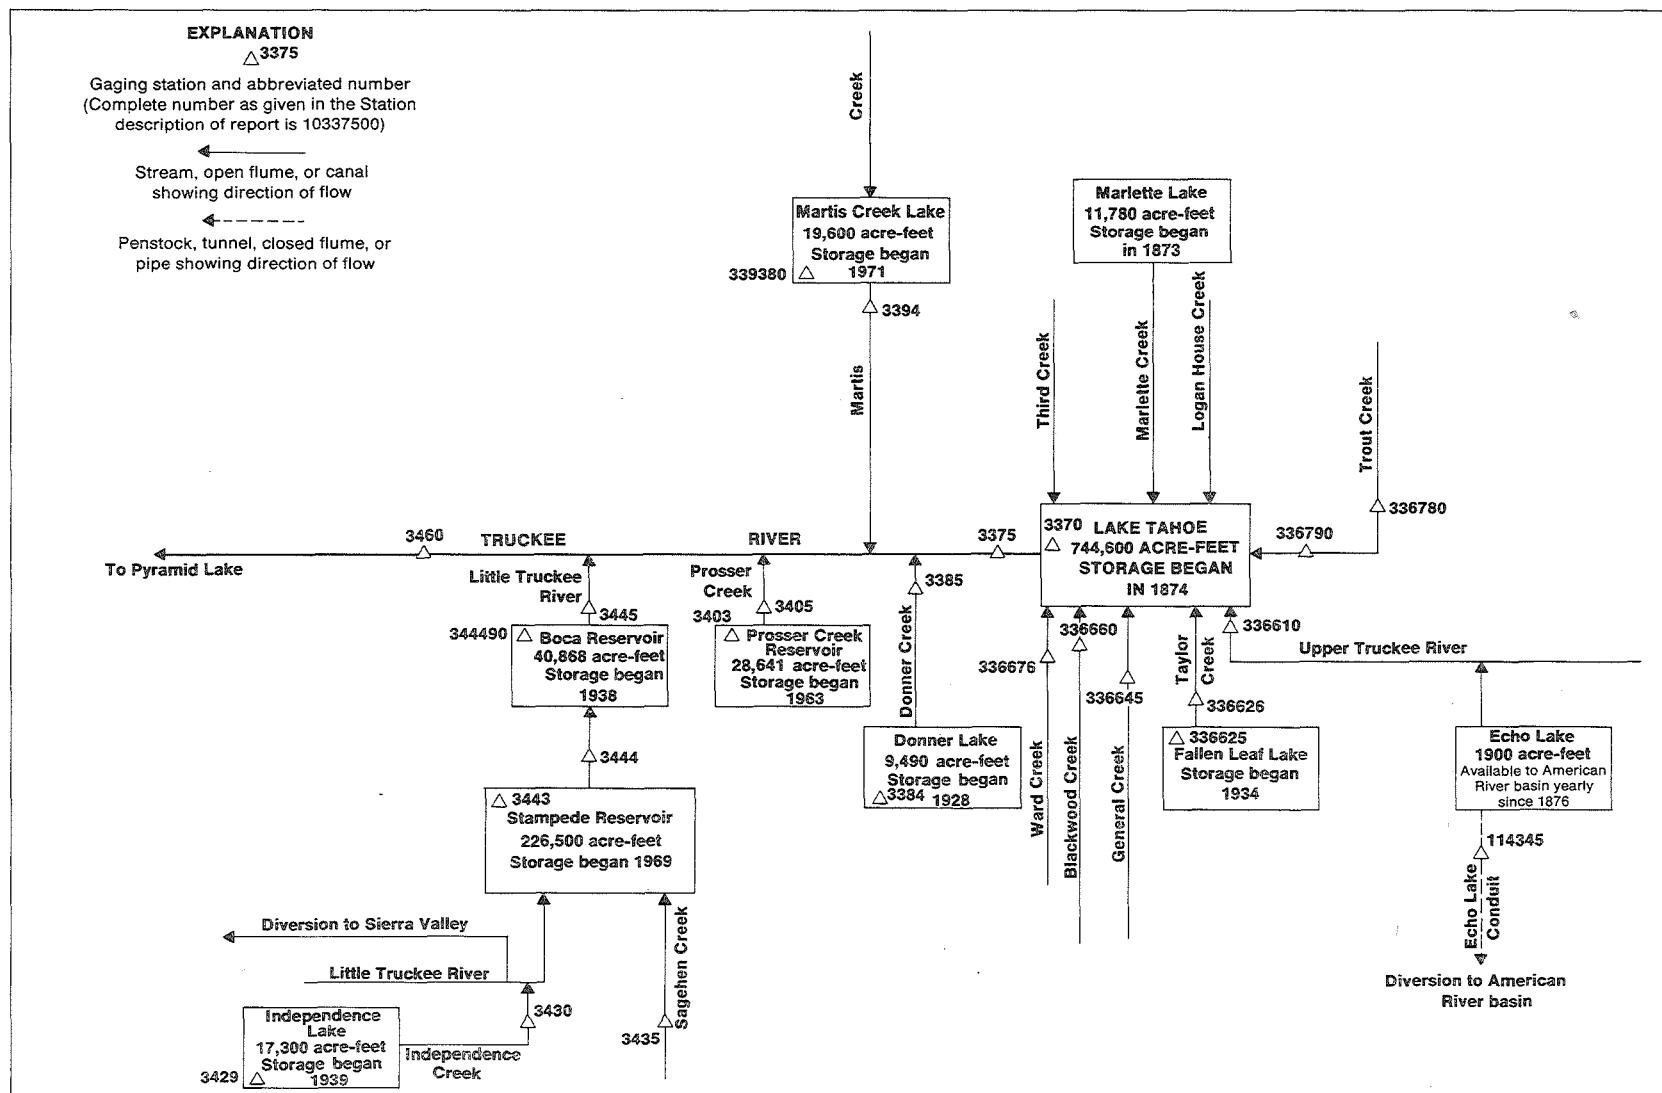 EXPLANATION
3375
Gaging station and abbreviated number
(Complete number as given in the Station
description of report is 10337500)
Stream, open flume, or canal
showing direction of flow
Penstock, tunnel, closed flume, or
pipe showing direction of flow
Creek
Martis Creek Lake
19,600 acre-feet
Storage began
1971
339380
3394
Martis
Marlette Lake
11,780 acre-feet
Storage began
in 1873
Third Creek
Marlette Creek
Logan House Creek
Trout Creek
336780
336790
3370
LAKE TAHOE
744,600 ACRE-FEET
STORAGE BEGAN
IN 1874
3375
3460
TRUCKEE
RIVER
To Pyramid Lake
Little Truckee
River
3445
344490
Boca Reservoir
40,868 acre-feet
Storage began
1938
Prosser
Creek
3405
3403
Prosser Creek
Reservoir
28,641 acre-feet
Storage began
1963
3385
Donner Creek
Donner Lake
9,490 acre-feet
Storage began
3384 1928
336676
Ward Creek
336660
Blackwood Creek
336645
General Creek
Taylor
Creek
336626
336625
Fallen Leaf Lake
Storage began
1934
336610
Upper Truckee River
Echo Lake
1900 acre-feet
Available to American
River basin yearly
since 1876
114345
Echo Lake
Conduit
Diversion to American
River basin
3444
3443
Stampede Reservoir
226,500 acre-feet
Storage began 1969
Diversion to Sierra Valley
Little Truckee River
Sagehen Creek
3435
3430
Independence
Lake
17,300 acre-feet
Storage began
1939
3429
Independence
Creek